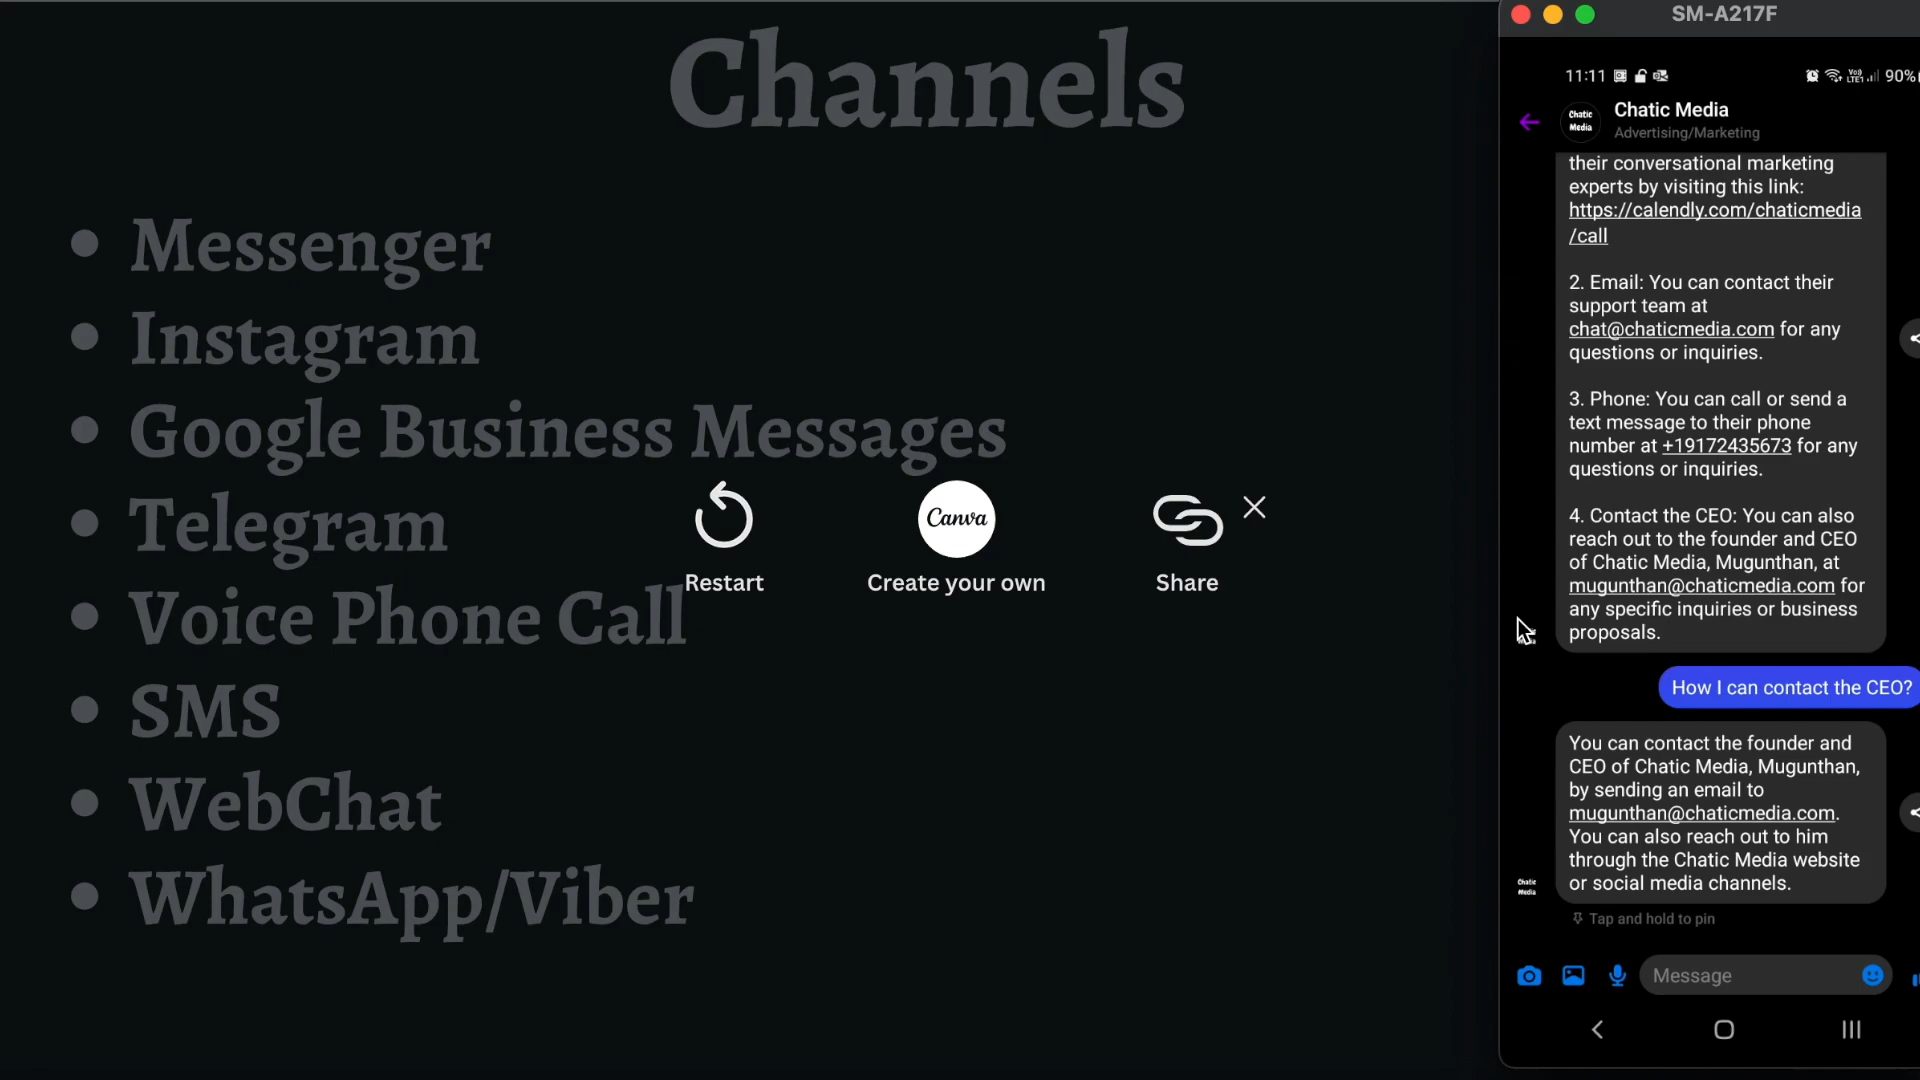 Channels
Messenger
Instagram
Google Business Messages
Telegram
Voice Phone Call
SMS
WebChat
WhatsApp/Viber
Restart
Canva
Create your own
Share
SM-A217F
11:11
90%
Chatic Media
Chatic Media
Advertising/Marketing
their conversational marketing
experts by visiting this link:
https://calendly.com/chaticmedia
/call
2. Email: You can contact their
support team at
chat@chaticmedia.com for any
questions or inquiries.
3. Phone: You can call or send a
text message to their phone
number at +19172435673 for any
questions or inquiries.
4. Contact the CEO: You can also
reach out to the founder and CEO
of Chatic Media, Mugunthan, at
mugunthan@chaticmedia.com for
any specific inquiries or business
proposals.
How I can contact the CEO?
You can contact the founder and
CEO of Chatic Media, Mugunthan,
by sending an email to
mugunthan@chaticmedia.com.
You can also reach out to him
through the Chatic Media website
or social media channels.
Chatic
Media
Tap and hold to pin
Message